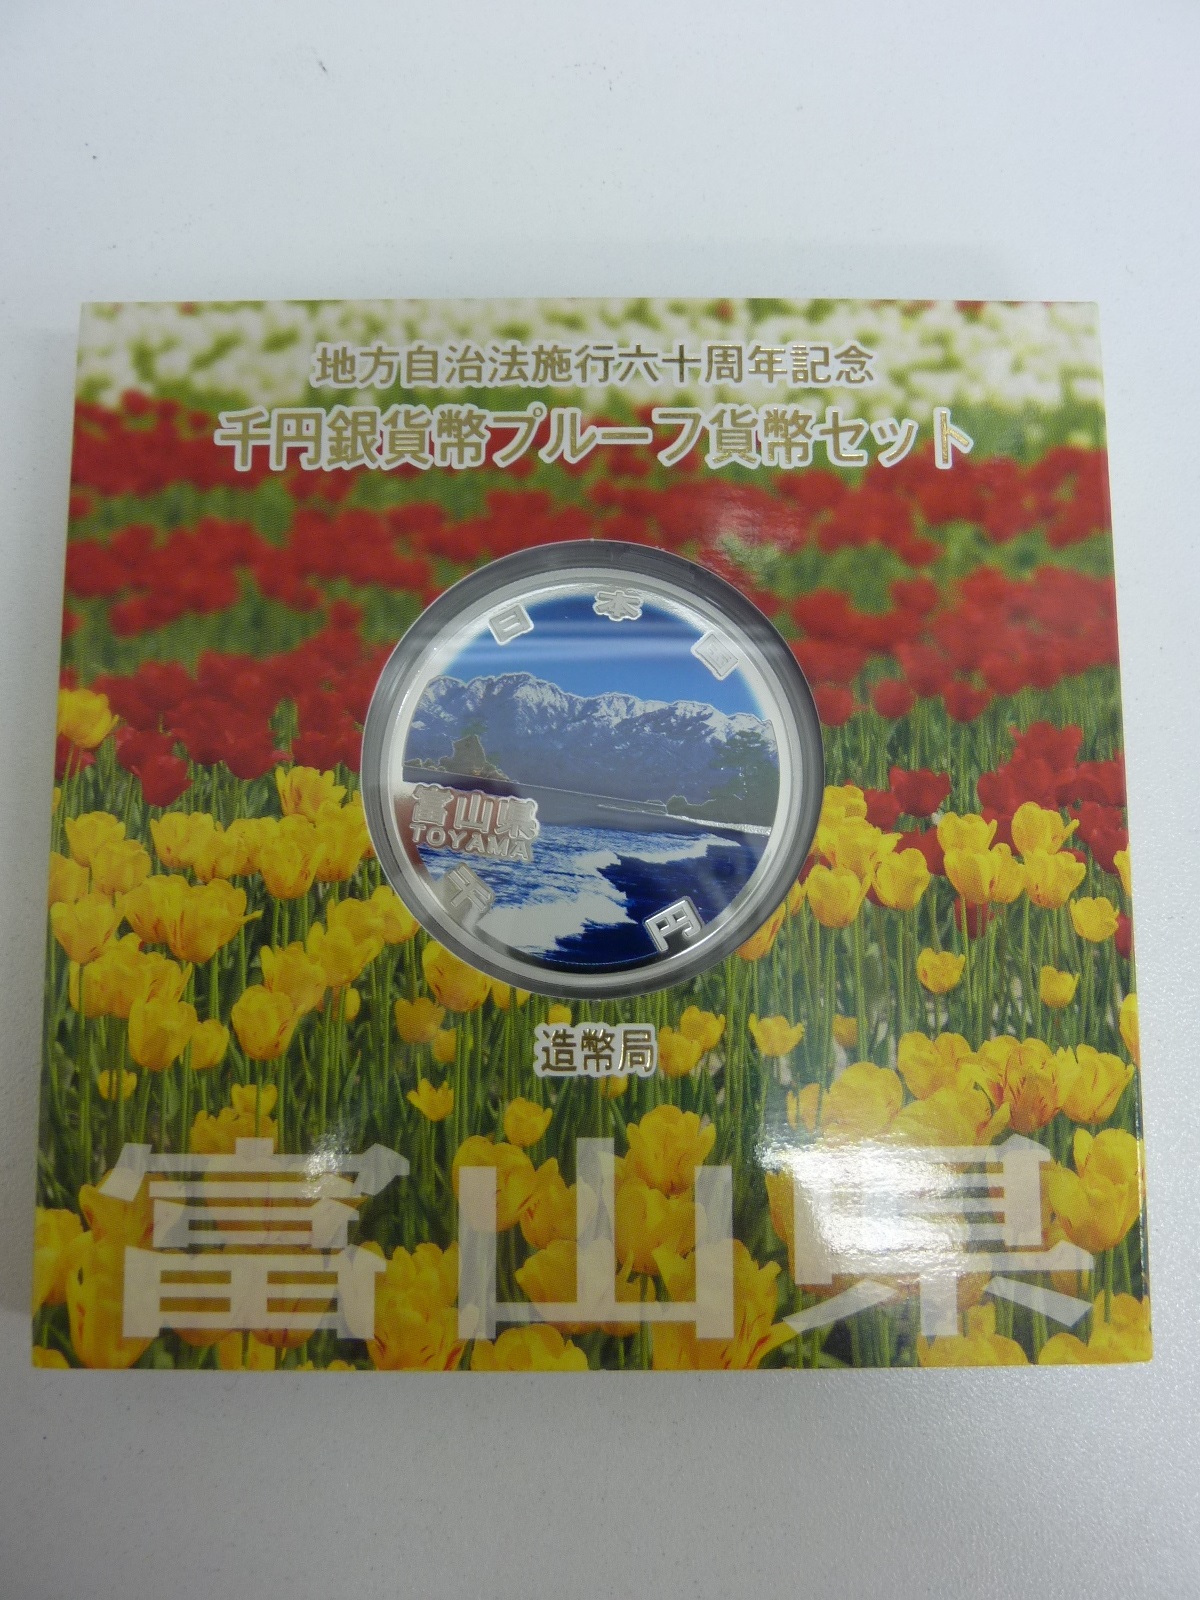 地方自治法施行六十周年記念
千円銀貨幣プルーフ貨幣セット
日本国
富山県
TOYAMA
千円
造幣局
富山県